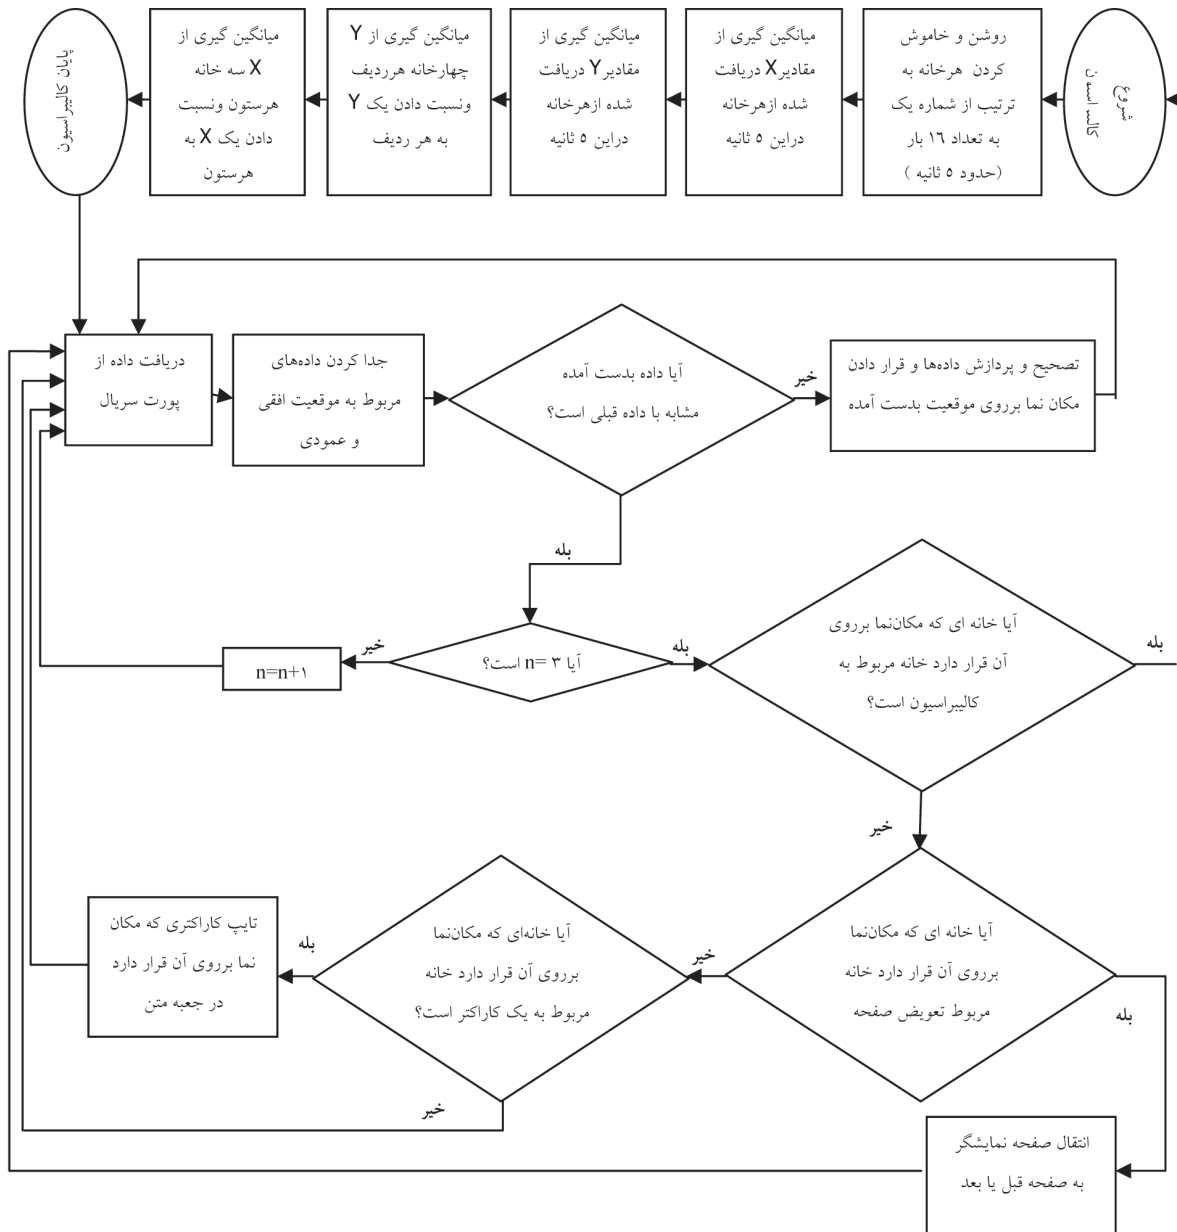 شروع
روشن و خاموش
کردن هرخانه به
ترتیب از شماره یک
به تعداد ١٦ بار
(حدود ٥ ثانیه )
میانگین گیری از
مقادیرX دریافت
شده ازهرخانه
دراین ٥ ثانیه
میانگین گیری از
مقادیرY دریافت
شده ازهرخانه
دراین ٥ ثانیه
میانگین گیری از Y
چهارخانه هرردیف
ونسبت دادن یک Y
به هر ردیف
میانگین گیری از
X سه خانه
هرستون ونسبت
دادن یک X به
هرستون
پایان کالیبراسیون
دریافت داده از
پورت سریال
جدا کردن داده‌های
مربوط به موقعیت افقی
و عمودی
آیا داده بدست آمده
مشابه با داده قبلی است؟
خیر
تصحیح و پردازش داده‌ها و قرار دادن
مکان نما برروی موقعیت بدست آمده
بله
آیا n= ٣ است؟
خیر
n=n+١
بله
آیا خانه ای که مکان‌نما برروی
آن قرار دارد خانه مربوط به
کالیبراسیون است؟
بله
خیر
آیا خانه ای که مکان‌نما
برروی آن قرار دارد خانه
مربوط تعویض صفحه
بله
خیر
آیا خانه‌ای که مکان‌نما
برروی آن قرار دارد خانه
مربوط به یک کاراکتر است؟
بله
تایپ کاراکتری که مکان
نما برروی آن قرار دارد
در جعبه متن
خیر
انتقال صفحه نمایشگر
به صفحه قبل یا بعد